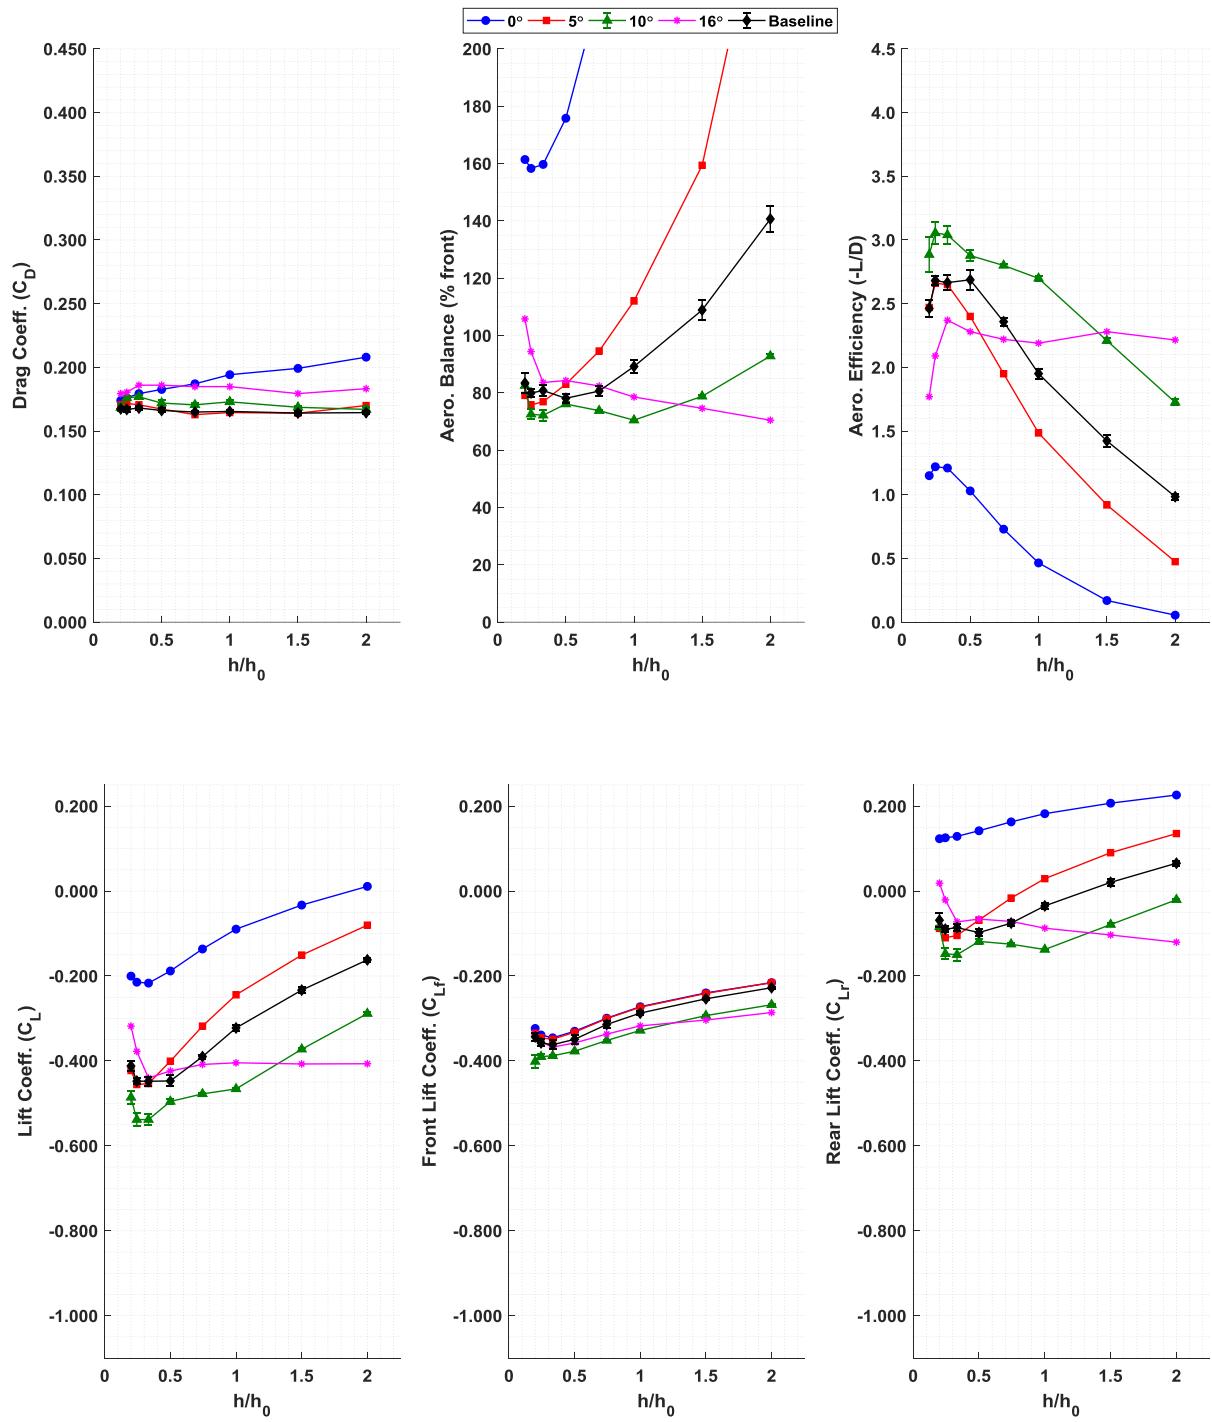 0° 5° 10° 16° Baseline
0.450
0.400
0.350
0.300
0.250
0.200
0.150
0.100
0.050
0.000
0 0.5 1 1.5 2
h/h0
Drag Coeff. (CD)
200
180
160
140
120
100
80
60
40
20
0
0 0.5 1 1.5 2
h/h0
Aero. Balance (% front)
4.5
4.0
3.5
3.0
2.5
2.0
1.5
1.0
0.5
0.0
0 0.5 1 1.5 2
h/h0
Aero. Efficiency (-L/D)
0.200
0.000
-0.200
-0.400
-0.600
-0.800
-1.000
0 0.5 1 1.5 2
h/h0
Lift Coeff. (CL)
0.200
0.000
-0.200
-0.400
-0.600
-0.800
-1.000
0 0.5 1 1.5 2
h/h0
Front Lift Coeff. (CLf)
0.200
0.000
-0.200
-0.400
-0.600
-0.800
-1.000
0 0.5 1 1.5 2
h/h0
Rear Lift Coeff. (CLr)